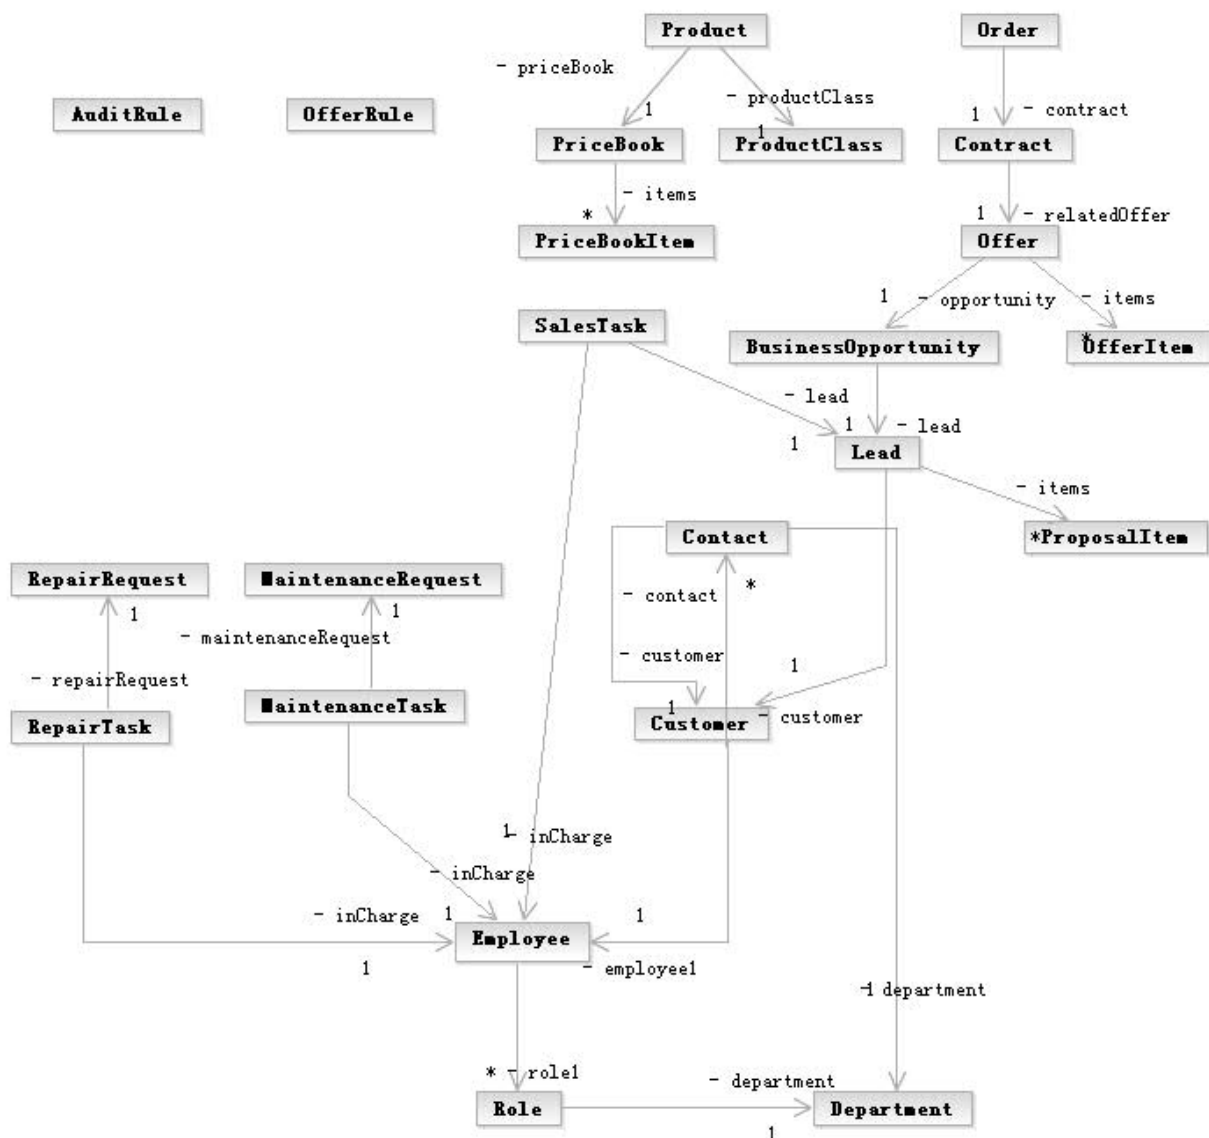 Product
Order
- priceBook
- productClass
AuditRule
OfferRule
1
1
1
- contract
PriceBook
ProductClass
Contract
- items
*
1
- relatedOffer
PriceBookItem
Offer
1
- opportunity
- items
SalesTask
BusinessOpportunity
*
OfferItem
- lead
1
1
- lead
Lead
- items
Contact
*ProposalItem
RepairRequest
MaintenanceRequest
1
1
- contact
*
- maintenanceRequest
- customer
1
- repairRequest
RepairTask
MaintenanceTask
1
Customer
- customer
1
- inCharge
- inCharge
- inCharge
1
1
Employee
1
- employee1
-1 department
* - role1
- department
Role
Department
1